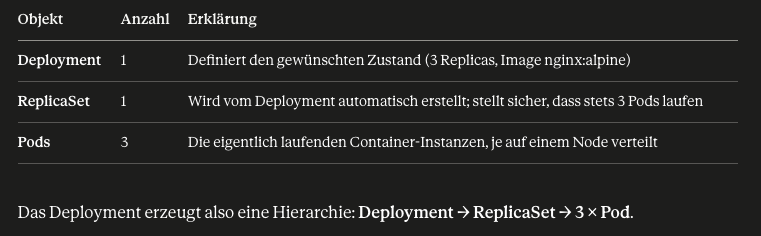 Objekt Anzahl Erklärung
Deployment 1 Definiert den gewünschten Zustand (3 Replicas, Image nginx:alpine)
ReplicaSet 1 Wird vom Deployment automatisch erstellt; stellt sicher, dass stets 3 Pods laufen
Pods 3 Die eigentlich laufenden Container-Instanzen, je auf einem Node verteilt
Das Deployment erzeugt also eine Hierarchie: Deployment → ReplicaSet → 3 × Pod.